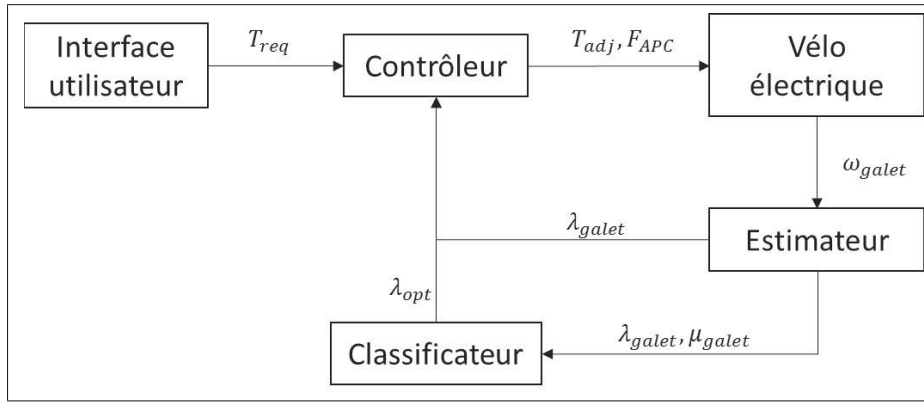 Interface
utilisateur
T_req
Contrôleur
T_adj, F_APC
Vélo
électrique
ω_galet
λ_galet
Estimateur
λ_opt
Classificateur
λ_galet, μ_galet